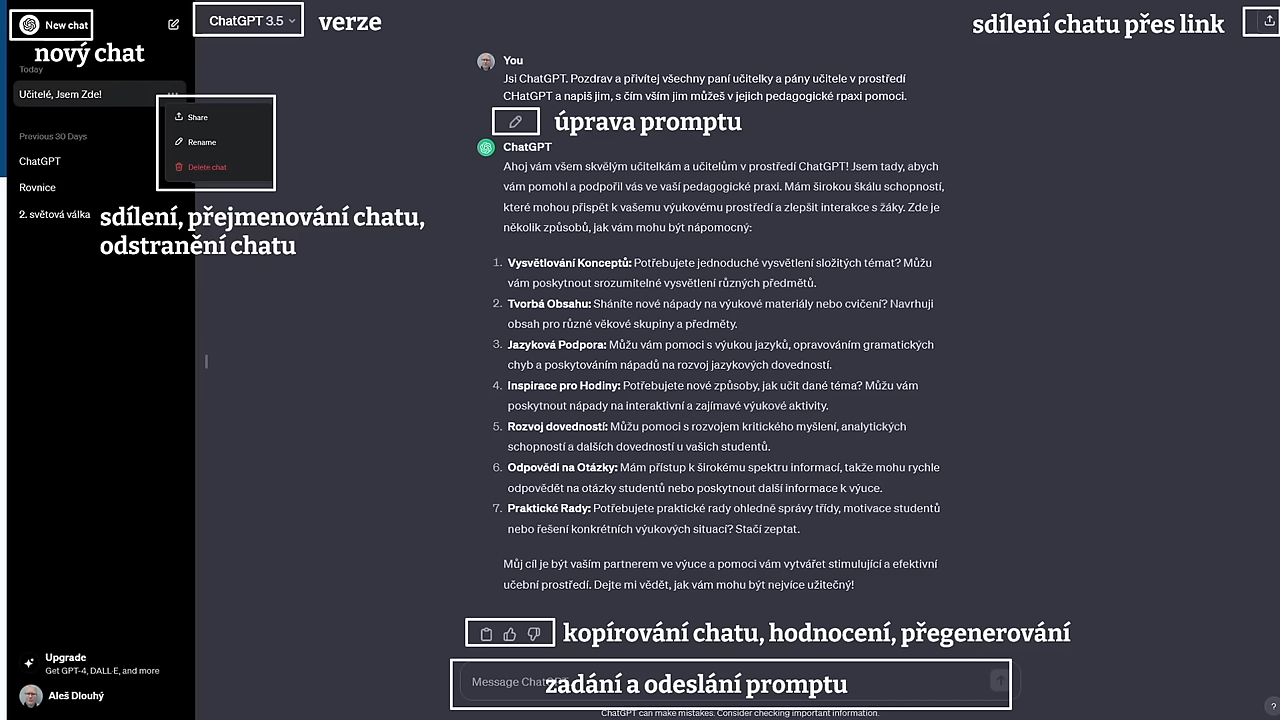 New chat
nový chat
Today
Učitelé, Jsem Zde!
Share
Rename
Delete chat
Previous 30 Days
ChatGPT
Rovnice
2. světová válka
sdílení, přejmenování chatu,
odstranění chatu
Upgrade
Get GPT-4, DALL·E, and more
Aleš Dlouhý
ChatGPT 3.5
verze
sdílení chatu přes link
You
Jsi ChatGPT. Pozdrav a přivítej všechny paní učitelky a pány učitele v prostředí
CHatGPT a napiš jim, s čím vším jim můžeš v jejich pedagogické rpaxi pomoci.
úprava promptu
ChatGPT
Ahoj vám všem skvělým učitelkám a učitelům v prostředí ChatGPT! Jsem tady, abych
vám pomohl a podpořil vás ve vaší pedagogické praxi. Mám širokou škálu schopností,
které mohou přispět k vašemu výukovému prostředí a zlepšit interakce s žáky. Zde je
několik způsobů, jak vám mohu být nápomocný:
1. Vysvětlování Konceptů: Potřebujete jednoduché vysvětlení složitých témat? Můžu
vám poskytnout srozumitelné vysvětlení různých předmětů.
2. Tvorbá Obsahu: Sháníte nové nápady na výukové materiály nebo cvičení? Navrhuji
obsah pro různé věkové skupiny a předměty.
3. Jazyková Podpora: Můžu vám pomoci s výukou jazyků, opravováním gramatických
chyb a poskytováním nápadů na rozvoj jazykových dovedností.
4. Inspirace pro Hodiny: Potřebujete nové způsoby, jak učit dané téma? Můžu vám
poskytnout nápady na interaktivní a zajímavé výukové aktivity.
5. Rozvoj dovedností: Můžu pomoci s rozvojem kritického myšlení, analytických
schopností a dalších dovedností u vašich studentů.
6. Odpovědi na Otázky: Mám přístup k širokému spektru informací, takže mohu rychle
odpovědět na otázky studentů nebo poskytnout další informace k výuce.
7. Praktické Rady: Potřebujete praktické rady ohledně správy třídy, motivace studentů
nebo řešení konkrétních výukových situací? Stačí zeptat.
Můj cíl je být vaším partnerem ve výuce a pomoci vám vytvářet stimulující a efektivní
učební prostředí. Dejte mi vědět, jak vám mohu být nejvíce užitečný!
kopírování chatu, hodnocení, přegenerování
Message ChatGPT
zadání a odeslání promptu
ChatGPT can make mistakes. Consider checking important information.
?